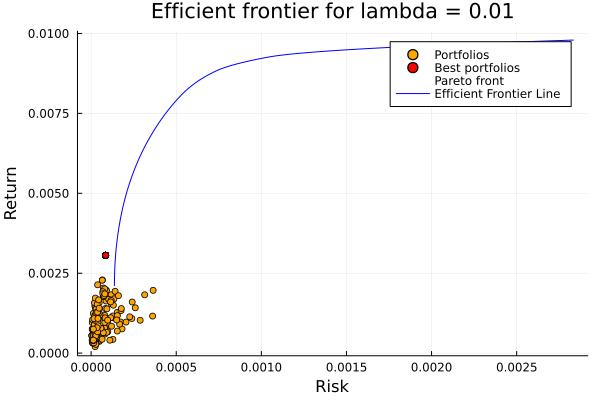 Efficient frontier for lambda = 0.01
0.0100
0.0075
0.0050
0.0025
0.0000
Return
Portfolios
Best portfolios
Pareto front
Efficient Frontier Line
0.0000
0.0005
0.0010
0.0015
0.0020
0.0025
Risk